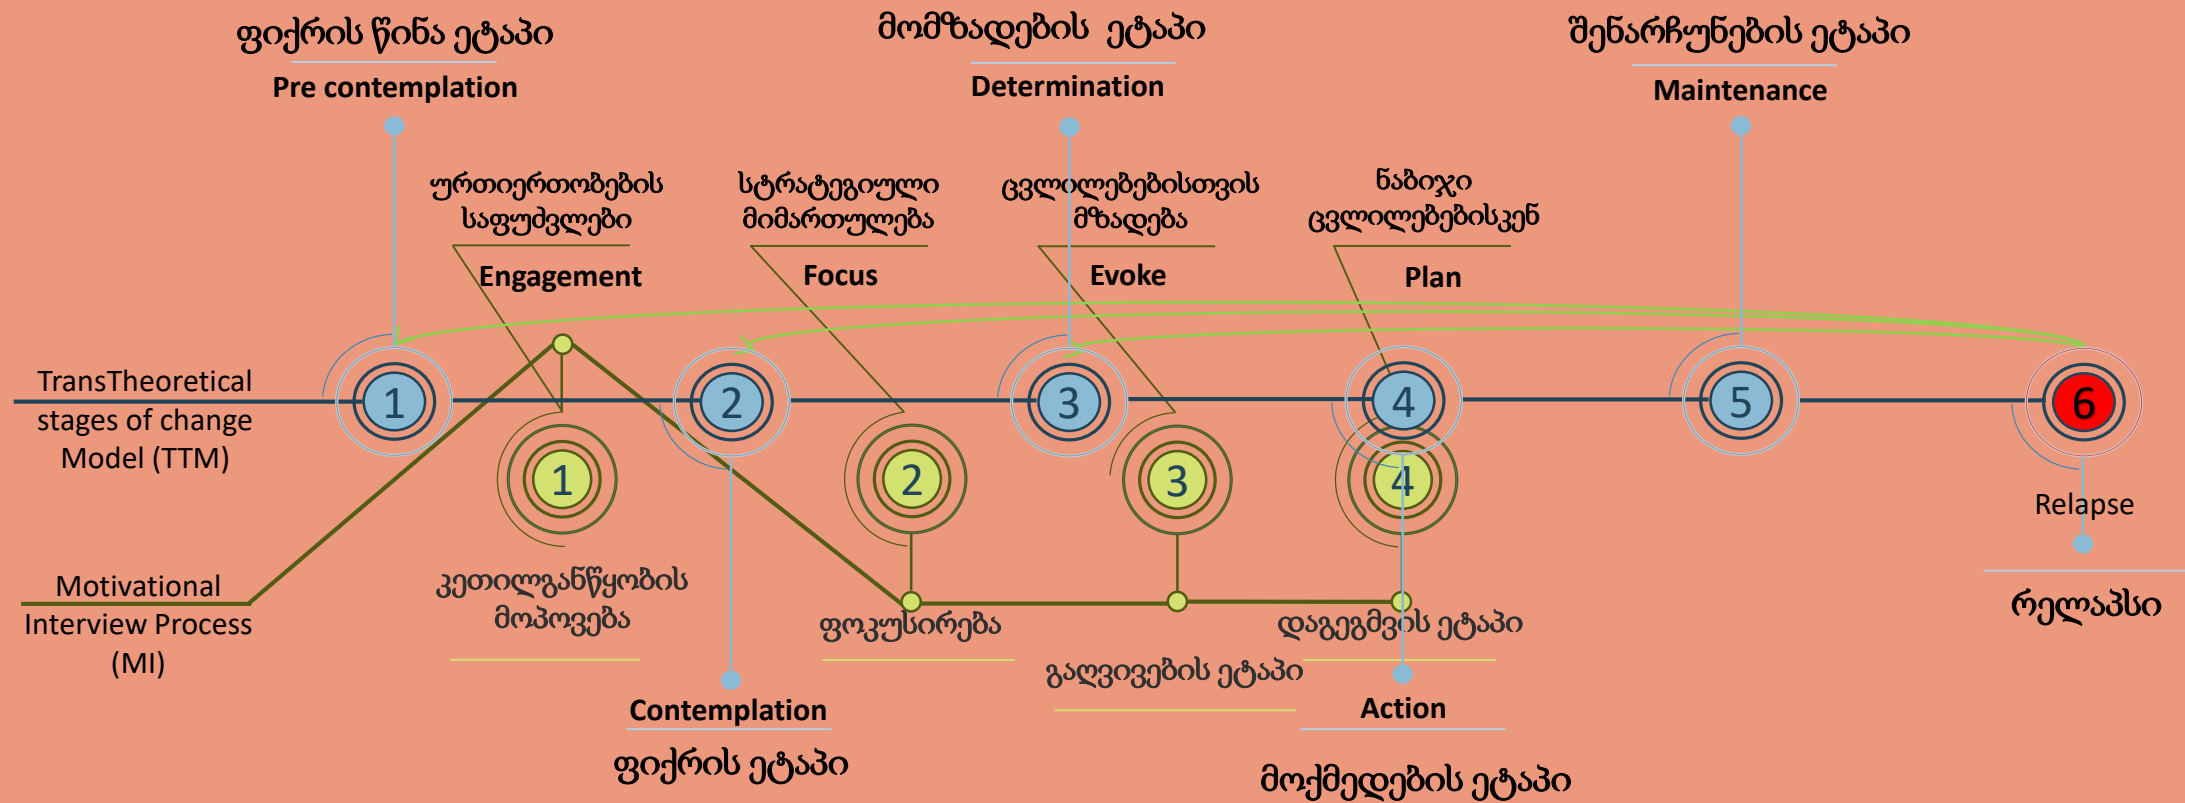 ფიქრის წინა ეტაპი
Pre contemplation
მომზადების ეტაპი
Determination
შენარჩუნების ეტაპი
Maintenance
ურთიერთობების
საფუძვლები
Engagement
სტრატეგიული
მიმართულება
Focus
ცვლილებებისთვის
მზადება
Evoke
ნაბიჯი
ცვლილებებისკენ
Plan
TransTheoretical
stages of change
Model (TTM)
1
2
3
4
5
6
1
2
3
4
Relapse
რელაპსი
Motivational
Interview Process
(MI)
კეთილგანწყობის
მოპოვება
ფოკუსირება
გაღვივების ეტაპი
დაგეგმვის ეტაპი
Contemplation
ფიქრის ეტაპი
Action
მოქმედების ეტაპი